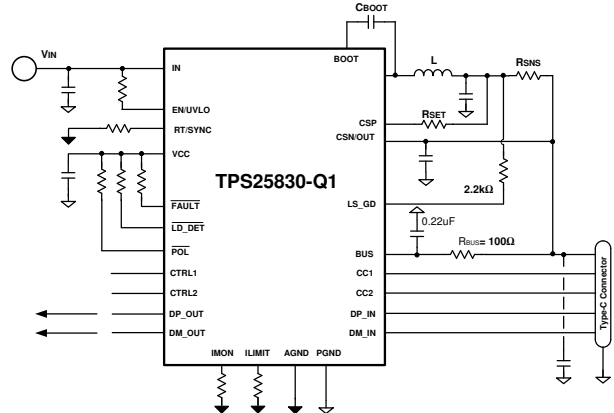 CBOOT
VIN
IN
BOOT
L
RSNS
EN/UVLO
CSP
RSET
RT/SYNC
CSN/OUT
VCC
TPS25830-Q1
2.2kΩ
FAULT
LS_GD
LD_DET
0.22uF
POL
BUS
RBUS= 100Ω
CTRL1
CC1
CTRL2
CC2
DP_OUT
DP_IN
DM_OUT
DM_IN
Type-C Connector
IMON
ILIMIT
AGND
PGND